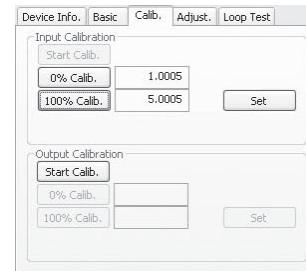 Device Info. Basic Calib. Adjust. Loop Test
Input Calibration
Start Calib.
0% Calib. 1.0005
100% Calib. 5.0005 Set
Output Calibration
Start Calib.
0% Calib.
100% Calib. Set